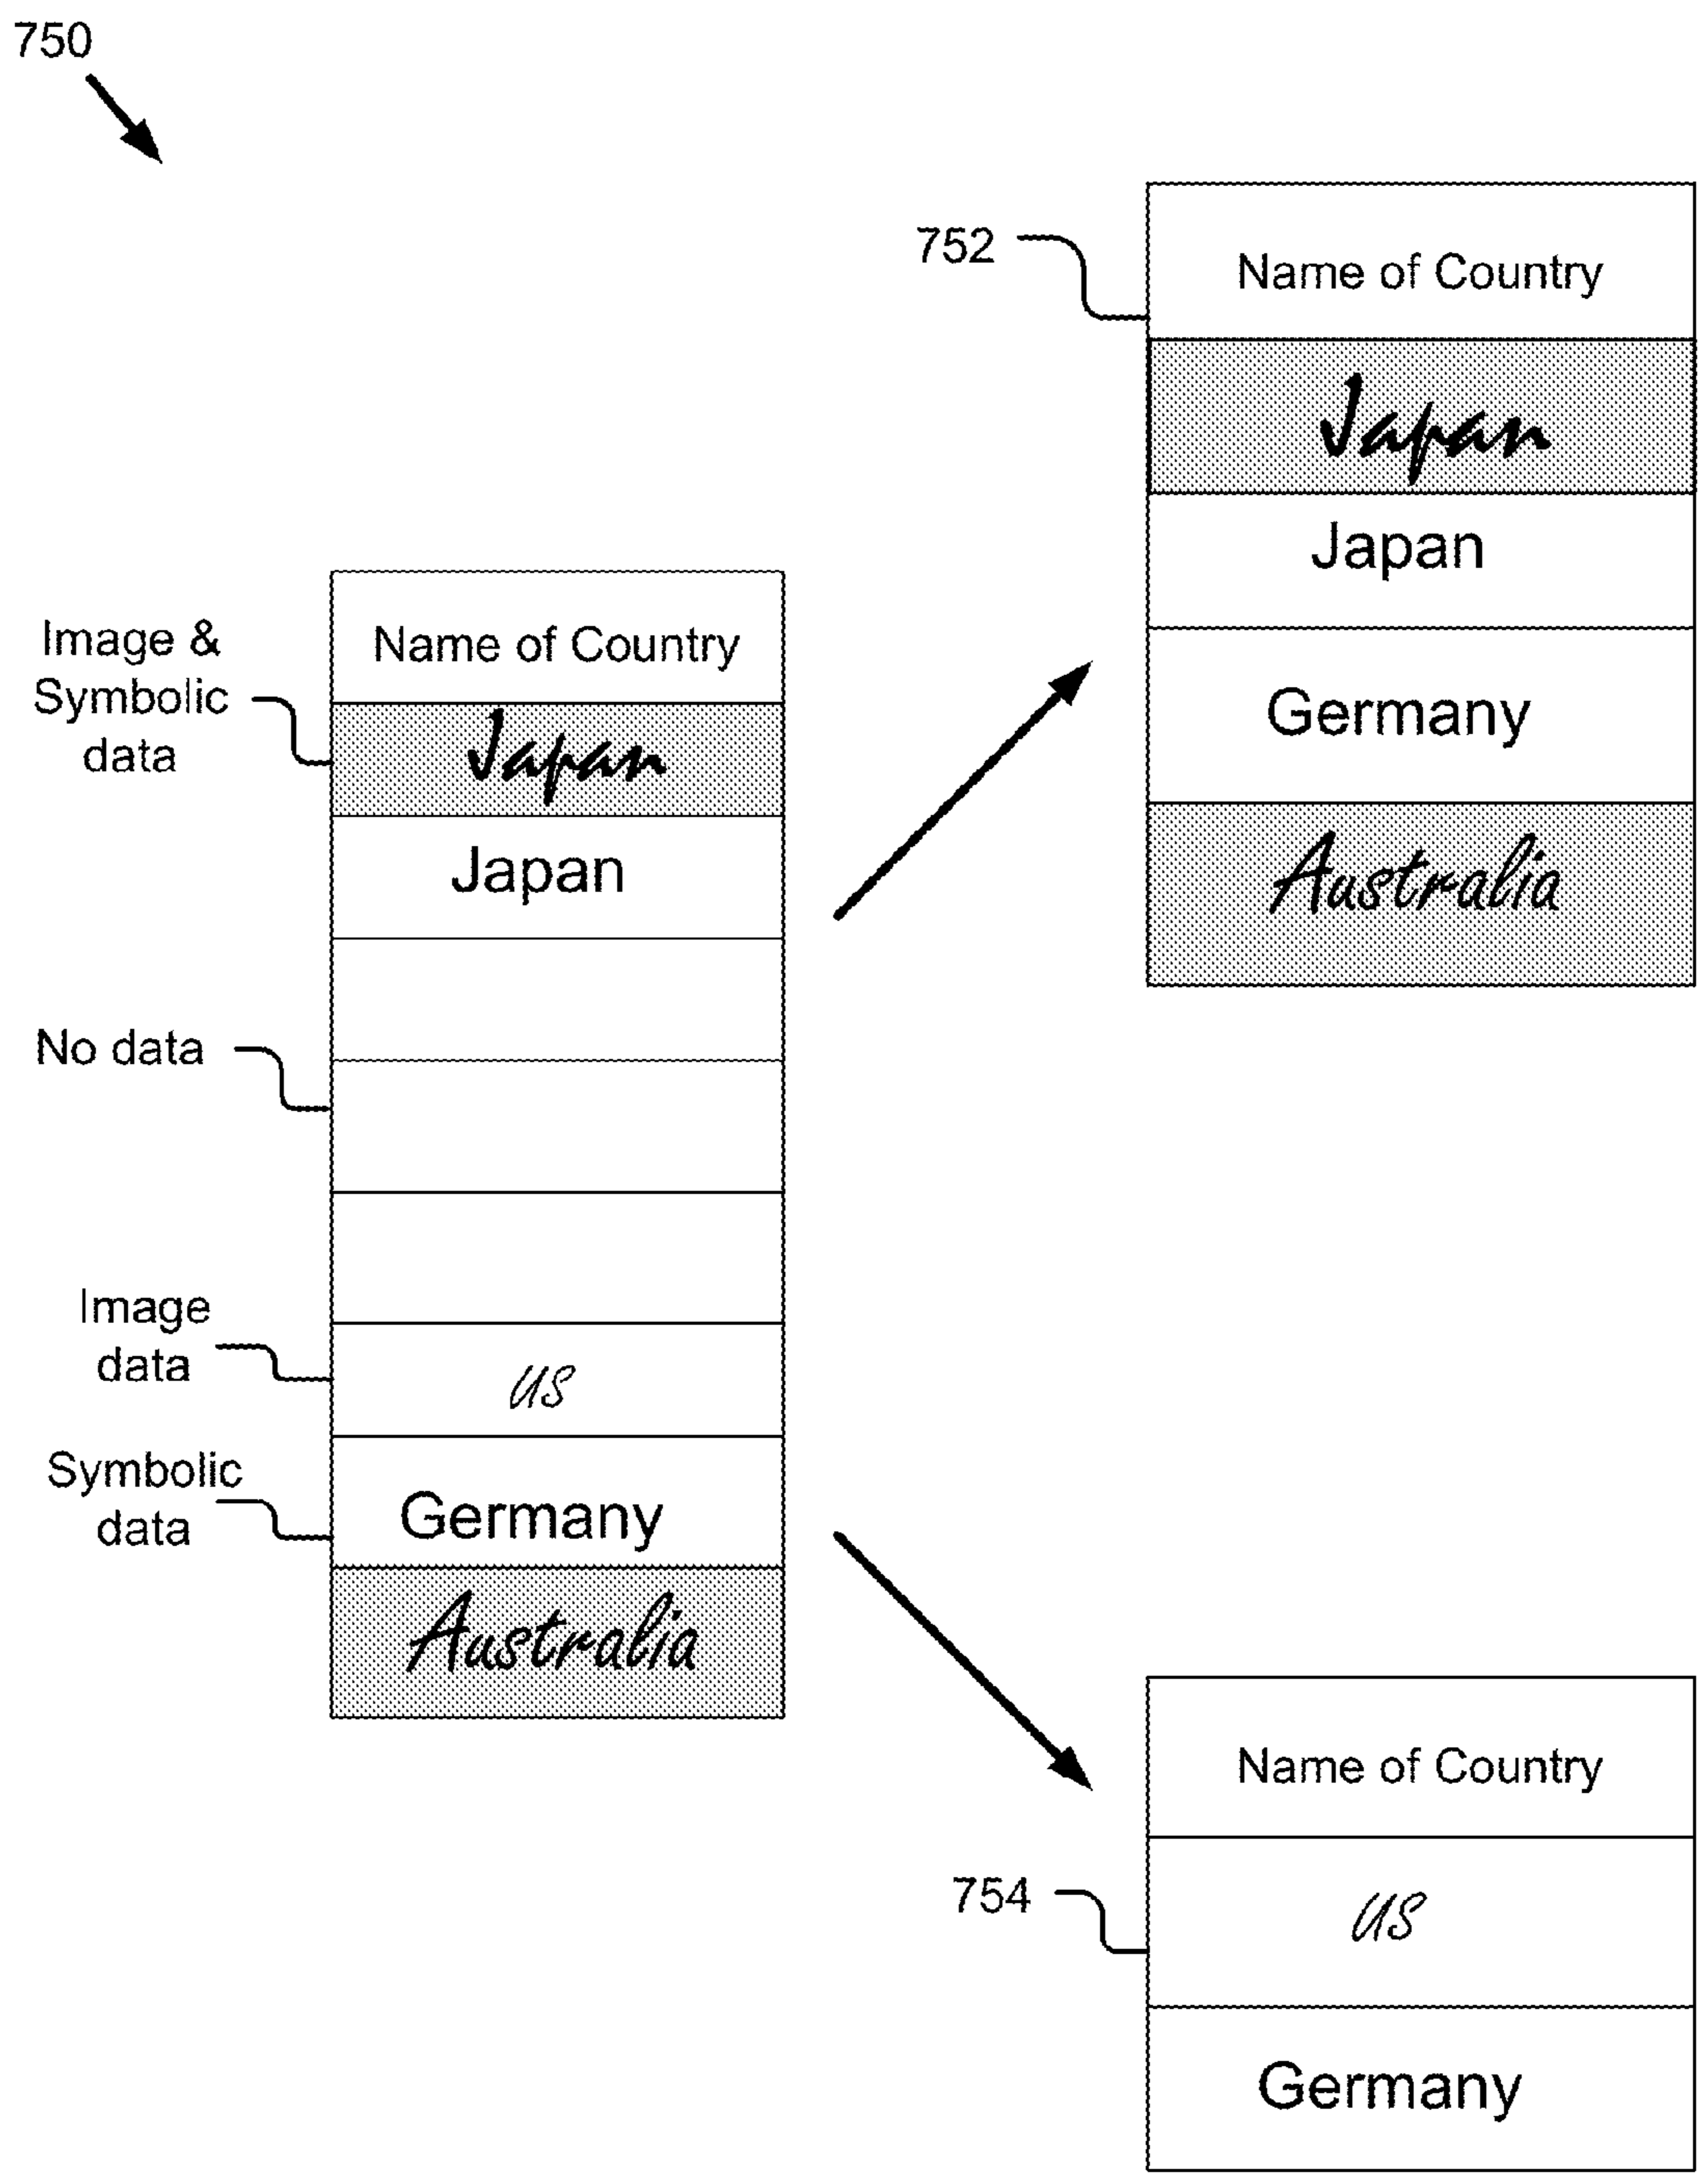 750
752
Name of Country
Japan
Japan
Germany
Australia
Image &
Symbolic
data
Name of Country
Japan
Japan
No data
Image
data
US
Symbolic
data
Germany
Australia
Name of Country
754
US
Germany